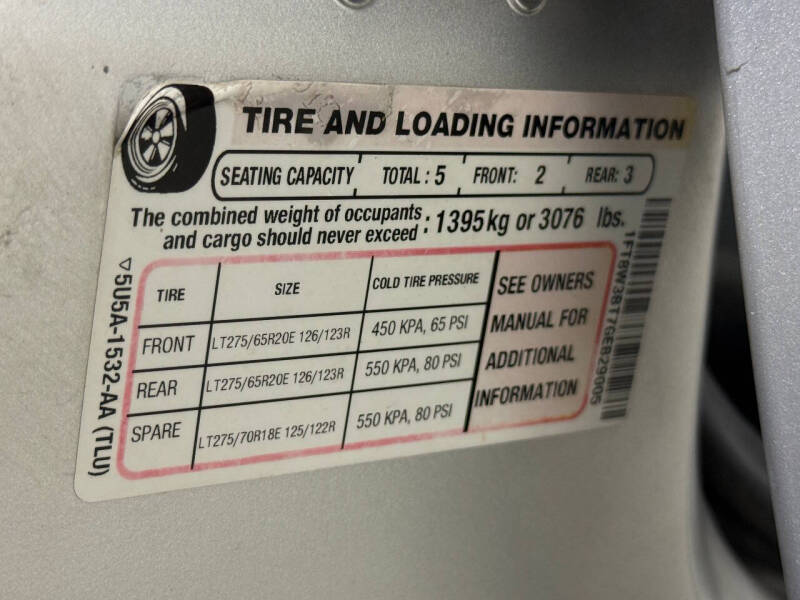 TIRE AND LOADING INFORMATION
SEATING CAPACITY TOTAL: 5 FRONT: 2 REAR: 3
The combined weight of occupants
and cargo should never exceed : 1395kg or 3076 lbs.
TIRE SIZE COLD TIRE PRESSURE
FRONT LT275/65R20E 126/123R 450 KPA, 65 PSI
REAR LT275/65R20E 126/123R 550 KPA, 80 PSI
SPARE LT275/70R18E 125/122R 550 KPA, 80 PSI
SEE OWNERS
MANUAL FOR
ADDITIONAL
INFORMATION
5U5A-1532-AA (TLU)
1FT8W3BT7GEB29005